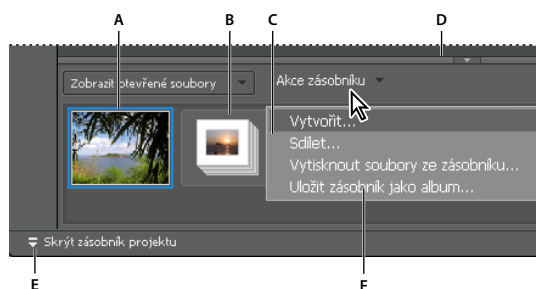 A B C D
Zobrazit otevřené soubory Akce zásobníku
Vytvořit...
Sdílet...
Vytisknout soubory ze zásobníku...
Uložit zásobník jako album...
Skrýt zásobník projektu
E F